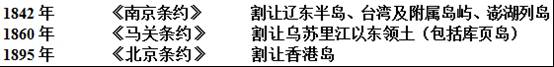 1842 年 《南京条约》 割让辽东半岛、台湾及附属岛屿、澎湖列岛
1860 年 《马关条约》 割让乌苏里江以东领土（包括库页岛）
1895 年 《北京条约》 割让香港岛